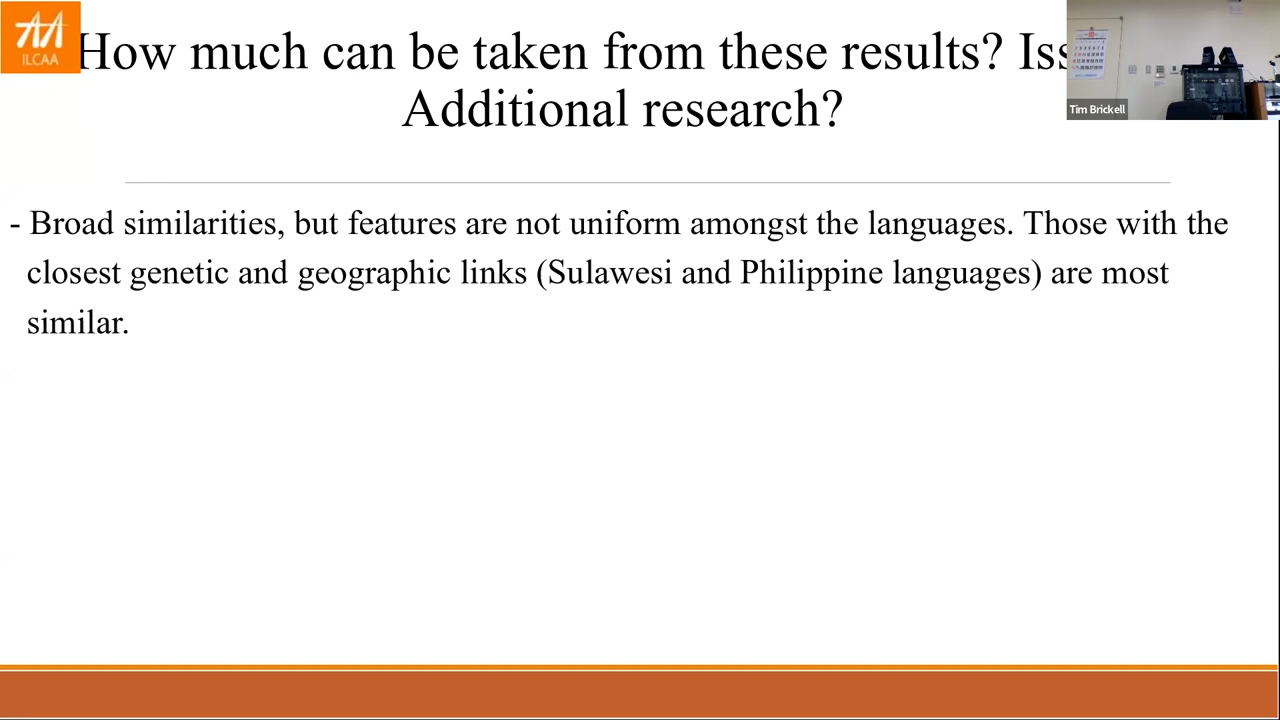 ILCAA
How much can be taken from these results?
Additional research?
Tim Brickell
- Broad similarities, but features are not uniform amongst the languages. Those with the
closest genetic and geographic links (Sulawesi and Philippine languages) are most
similar.